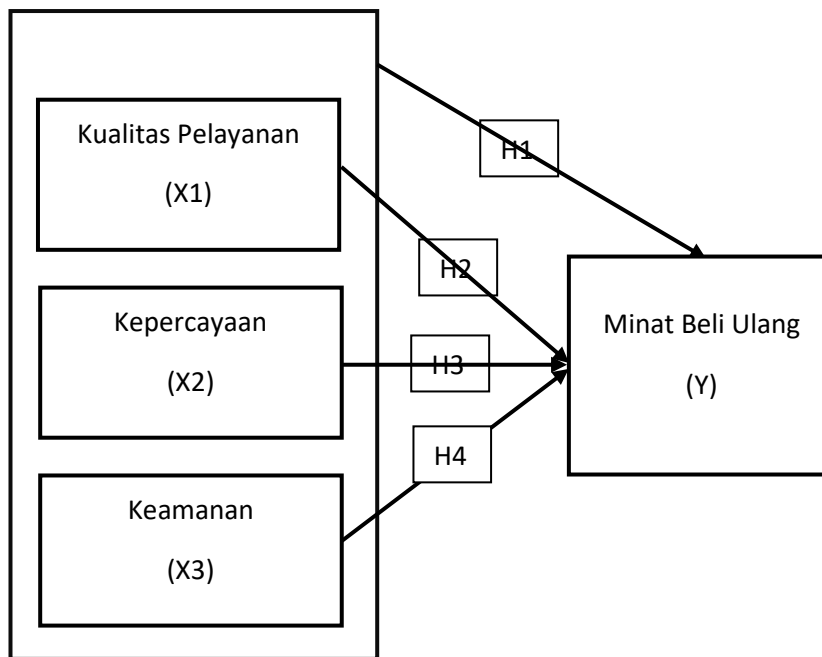 Kualitas Pelayanan
(X1)
Kepercayaan
(X2)
Keamanan
(X3)
H1
H2
H3
H4
Minat Beli Ulang
(Y)